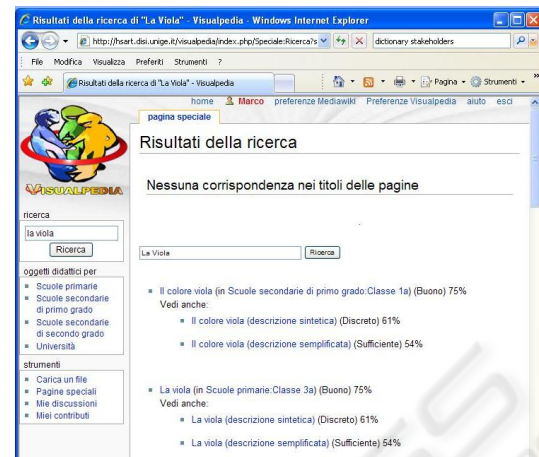 Risultati della ricerca di "La Viola" - Visualpedia - Windows Internet Explorer
http://hsart.disi.unige.it/visualpedia/index.php/Speciale:Ricerca?s
dictionary stakeholders
File Modifica Visualizza Preferiti Strumenti ?
Risultati della ricerca di "La Viola" - Visualpedia
Pagina Strumenti »
home Marco preferenze Mediawiki Preferenze Visualpedia aiuto esci
pagina speciale
Risultati della ricerca
Nessuna corrispondenza nei titoli delle pagine
VISUALPEDIA
ricerca
la viola
Ricerca
La Viola
Ricerca
oggetti didattici per
Scuole primarie
Scuole secondarie
di primo grado
Scuole secondarie
di secondo grado
Università
strumenti
Carica un file
Pagine speciali
Mie discussioni
Miei contributi
Il colore viola (in Scuole secondarie di primo grado:Classe 1a) (Buono) 75%
Vedi anche:
Il colore viola (descrizione sintetica) (Discreto) 61%
Il colore viola (descrizione semplificata) (Sufficiente) 54%
La viola (in Scuole primarie:Classe 3a) (Buono) 75%
Vedi anche:
La viola (descrizione sintetica) (Discreto) 61%
La viola (descrizione semplificata) (Sufficiente) 54%